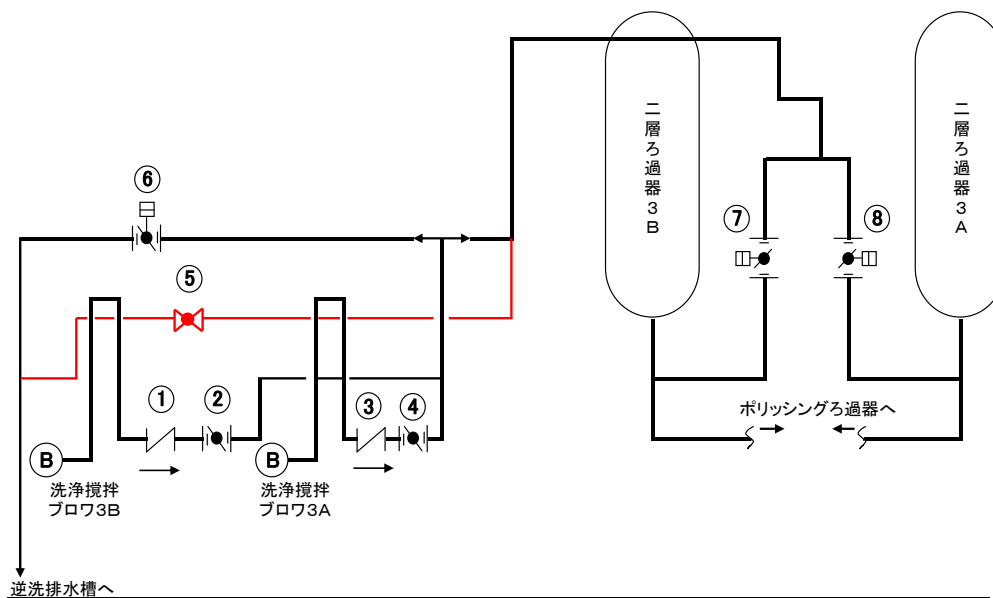 二層ろ過器3B
二層ろ過器3A
⑥
⑦
⑧
⑤
①
②
③
④
ポリッシングろ過器へ
B
B
洗浄撹拌
ブロワ3B
洗浄撹拌
ブロワ3A
逆洗排水槽へ